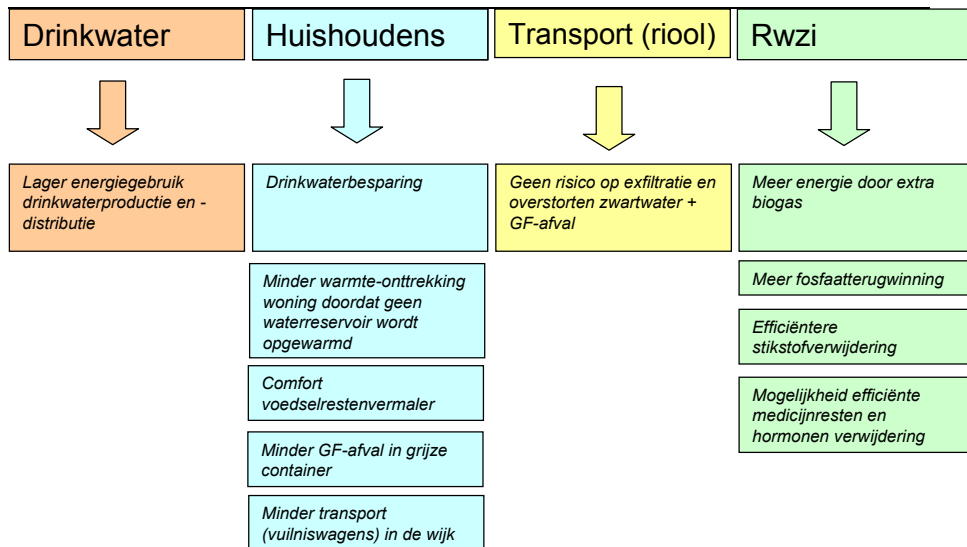 Drinkwater
Huishoudens
Transport (riool)
Rwzi
Lager energiegebruik
drinkwaterproductie en -
distributie
Drinkwaterbesparing
Geen risico op exfiltratie en
overstorten zwartwater +
GF-afval
Meer energie door extra
biogas
Minder warmte-onttrekking
woning doordat geen
waterreservoir wordt
opgewarmd
Comfort
voedselrestenvermaler
Minder GF-afval in grijze
container
Minder transport
(vuilniswagens) in de wijk
Meer fosfaatterugwinning
Efficiëntere
stikstofverwijdering
Mogelijkheid efficiënte
medicijnresten en
hormonen verwijdering